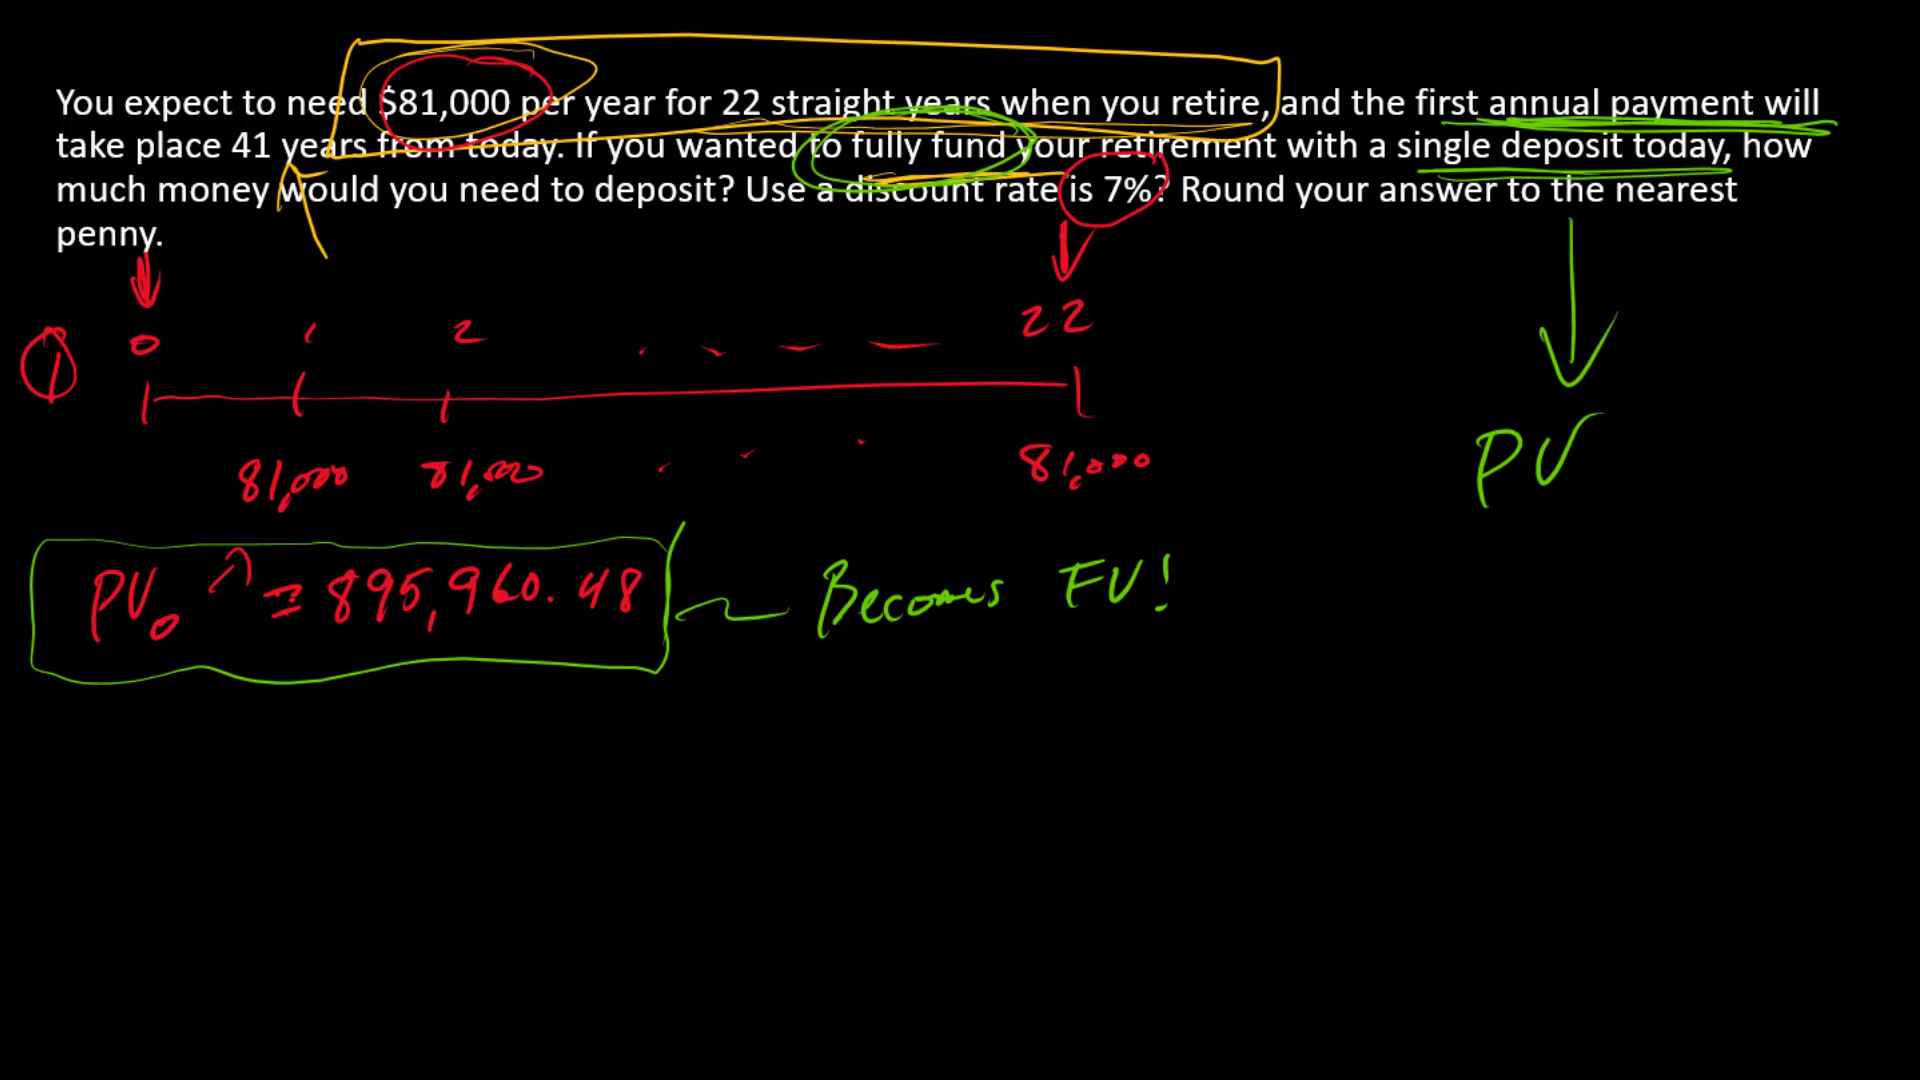 You expect to need $81,000 per year for 22 straight years when you retire, and the first annual payment will
take place 41 years from today. If you wanted to fully fund your retirement with a single deposit today, how
much money would you need to deposit? Use a discount rate is 7%? Round your answer to the nearest
penny.
① 0 1 2 . . . 22
81,000 81,000 . . . 81,000
PV
PV₀ = 895,960.48 ~ Becomes FV!